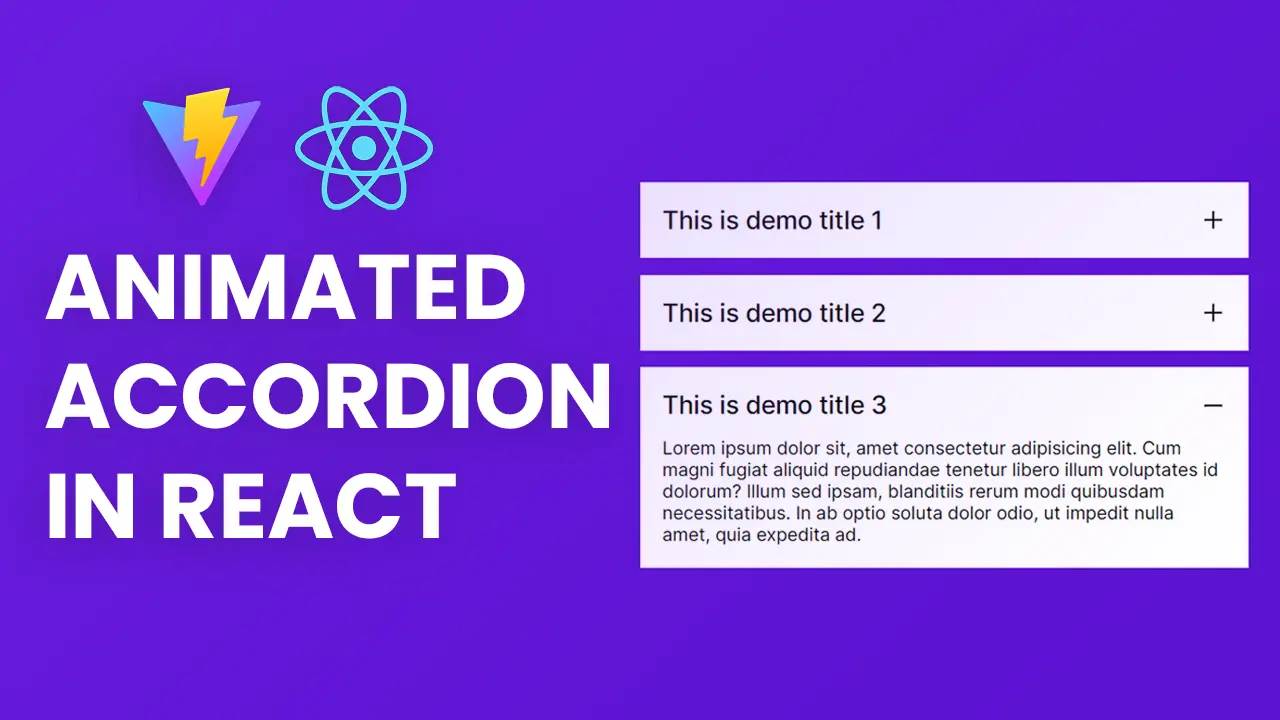 ANIMATED
ACCORDION
IN REACT
This is demo title 1
This is demo title 2
This is demo title 3
Lorem ipsum dolor sit, amet consectetur adipisicing elit. Cum
magni fugiat aliquid repudiandae tenetur libero illum voluptates id
dolorum? Illum sed ipsam, blanditiis rerum modi quibusdam
necessitatibus. In ab optio soluta dolor odio, ut impedit nulla
amet, quia expedita ad.